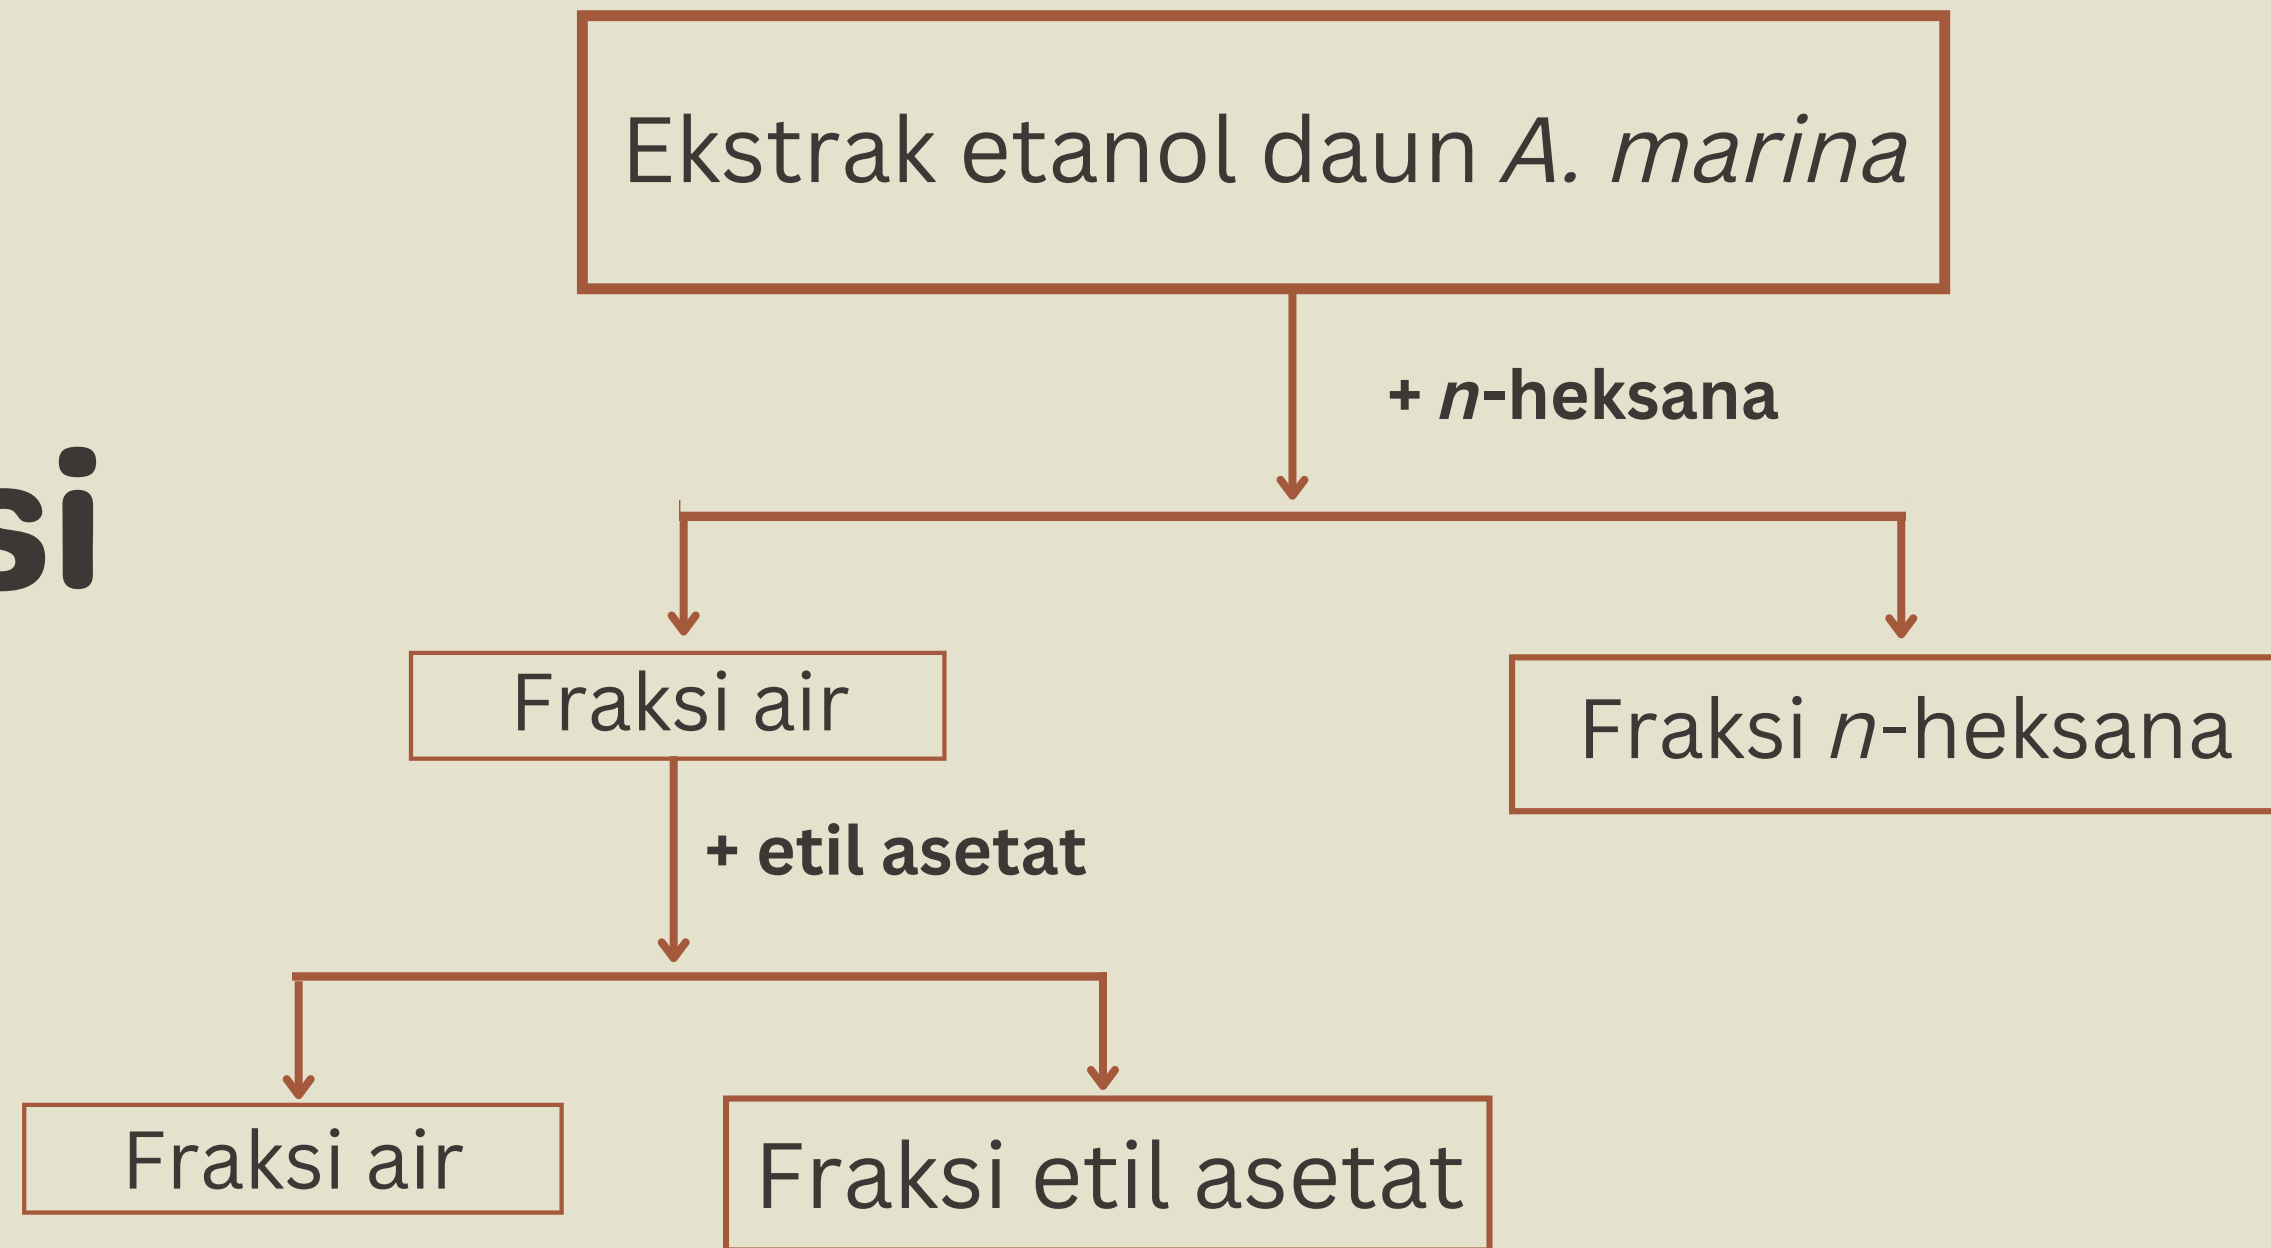 Ekstrak etanol daun A. marina
+ n-heksana
si
Fraksi air
Fraksi n-heksana
+ etil asetat
Fraksi air
Fraksi etil asetat